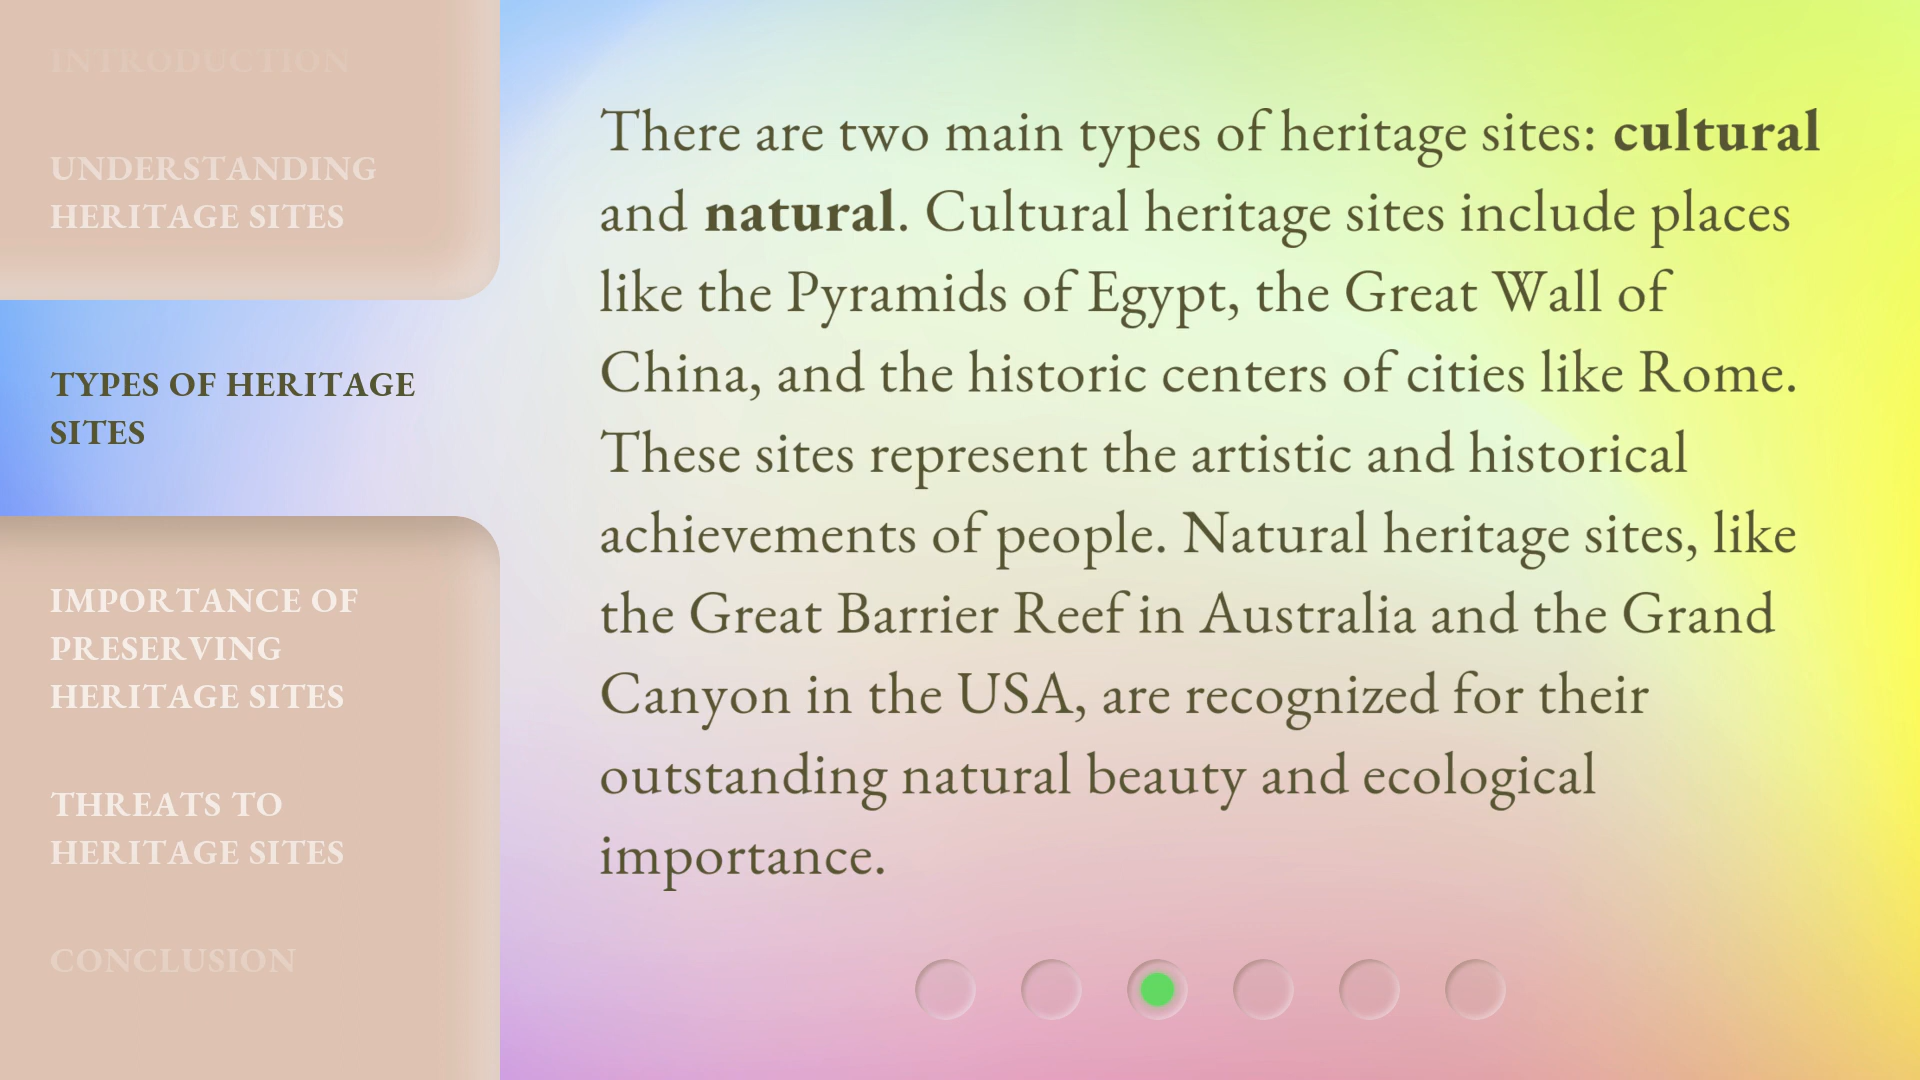 INTRODUCTION
UNDERSTANDING
HERITAGE SITES
TYPES OF HERITAGE
SITES
IMPORTANCE OF
PRESERVING
HERITAGE SITES
THREATS TO
HERITAGE SITES
CONCLUSION
There are two main types of heritage sites: cultural
and natural. Cultural heritage sites include places
like the Pyramids of Egypt, the Great Wall of
China, and the historic centers of cities like Rome.
These sites represent the artistic and historical
achievements of people. Natural heritage sites, like
the Great Barrier Reef in Australia and the Grand
Canyon in the USA, are recognized for their
outstanding natural beauty and ecological
importance.